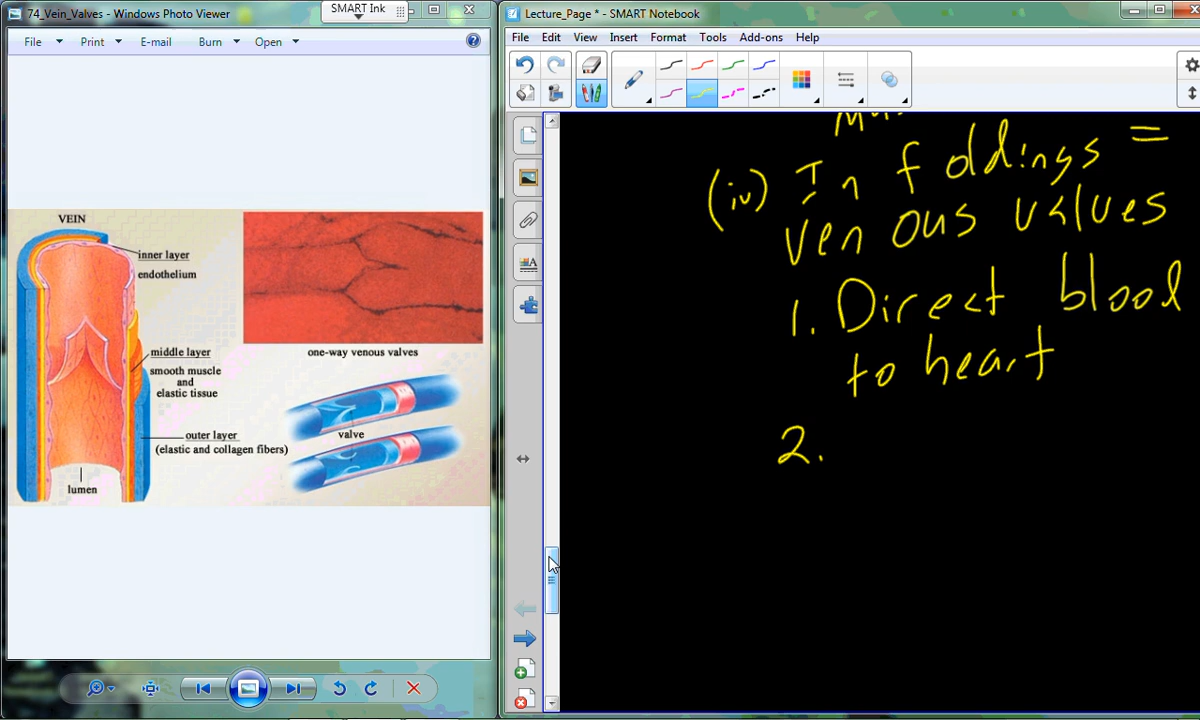 74_Vein_Valves - Windows Photo Viewer
SMART Ink
File Print E-mail Burn Open
VEIN
inner layer
endothelium
middle layer
smooth muscle
and
elastic tissue
outer layer
(elastic and collagen fibers)
lumen
one-way venous valves
valve
Lecture_Page * - SMART Notebook
File Edit View Insert Format Tools Add-ons Help
(iv) In foldings =
venous valves
1. Direct blood
to heart
2.